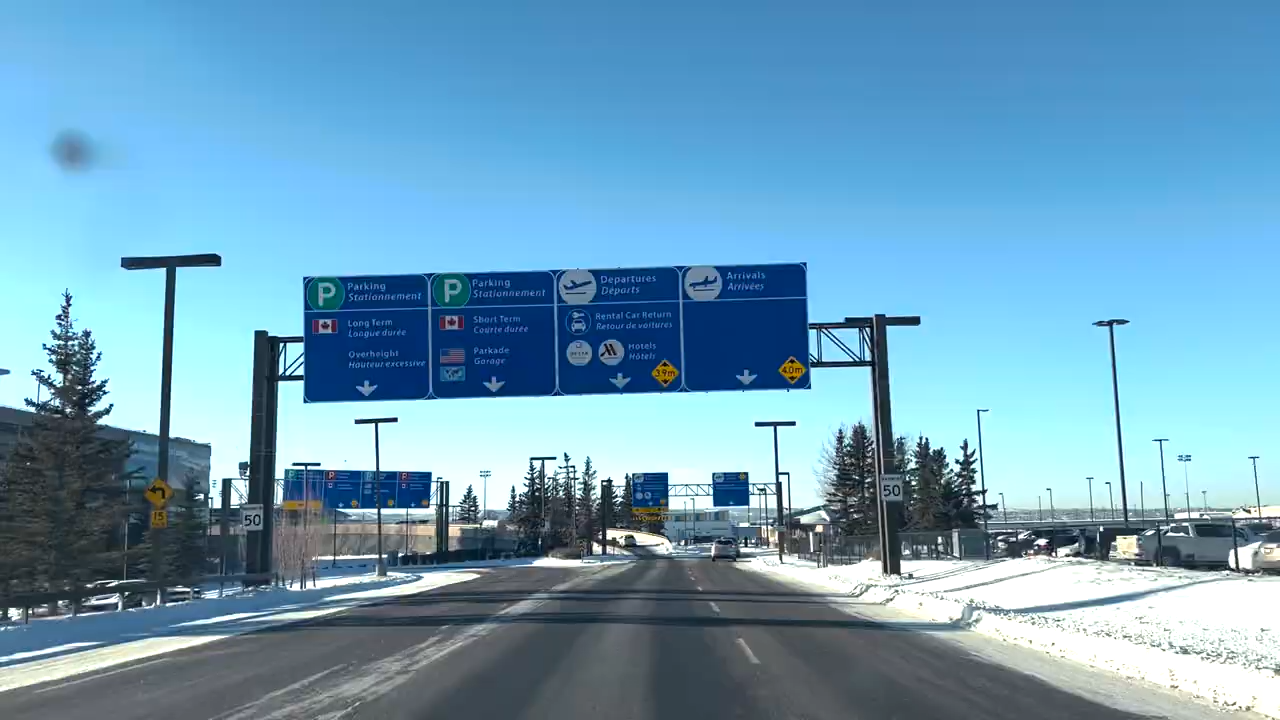 P Parking
Stationnement
Long Term
Longue durée
Overheight
Hauteur excessive
P Parking
Stationnement
Short Term
Courte durée
Parkade
Garage
Departures
Départs
Rental Car Return
Retour de voitures
Hotels
Hôtels
3.9m
Arrivals
Arrivées
4.0m
15
50
50